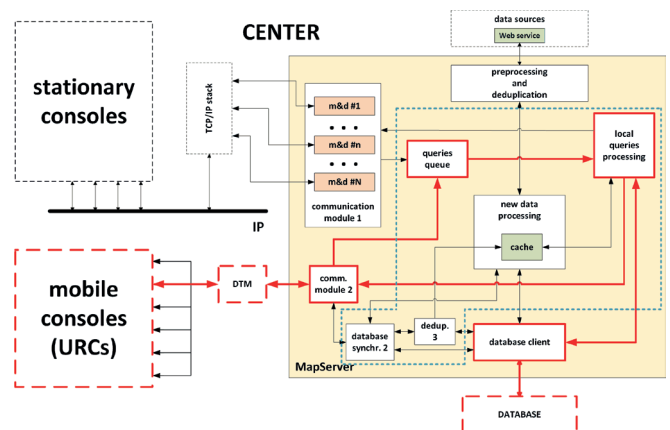 CENTER
data sources
Web service
stationary
consoles
TCP/IP stack
m&d #1
• • •
m&d #n
• • •
m&d #N
communication
module 1
preprocessing
and
deduplication
queries
queue
local
queries
processing
new data
processing
cache
IP
mobile
consoles
(URCs)
DTM
comm.
module 2
database
synchr. 2
dedup.
3
database client
MapServer
DATABASE